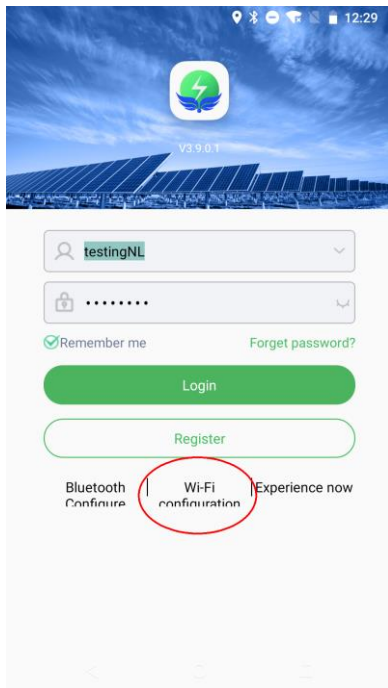 12:29
V3.9.0.1
testingNL
••••••••
Remember me Forget password?
Login
Register
Bluetooth Configure
Wi-Fi configuration
Experience now